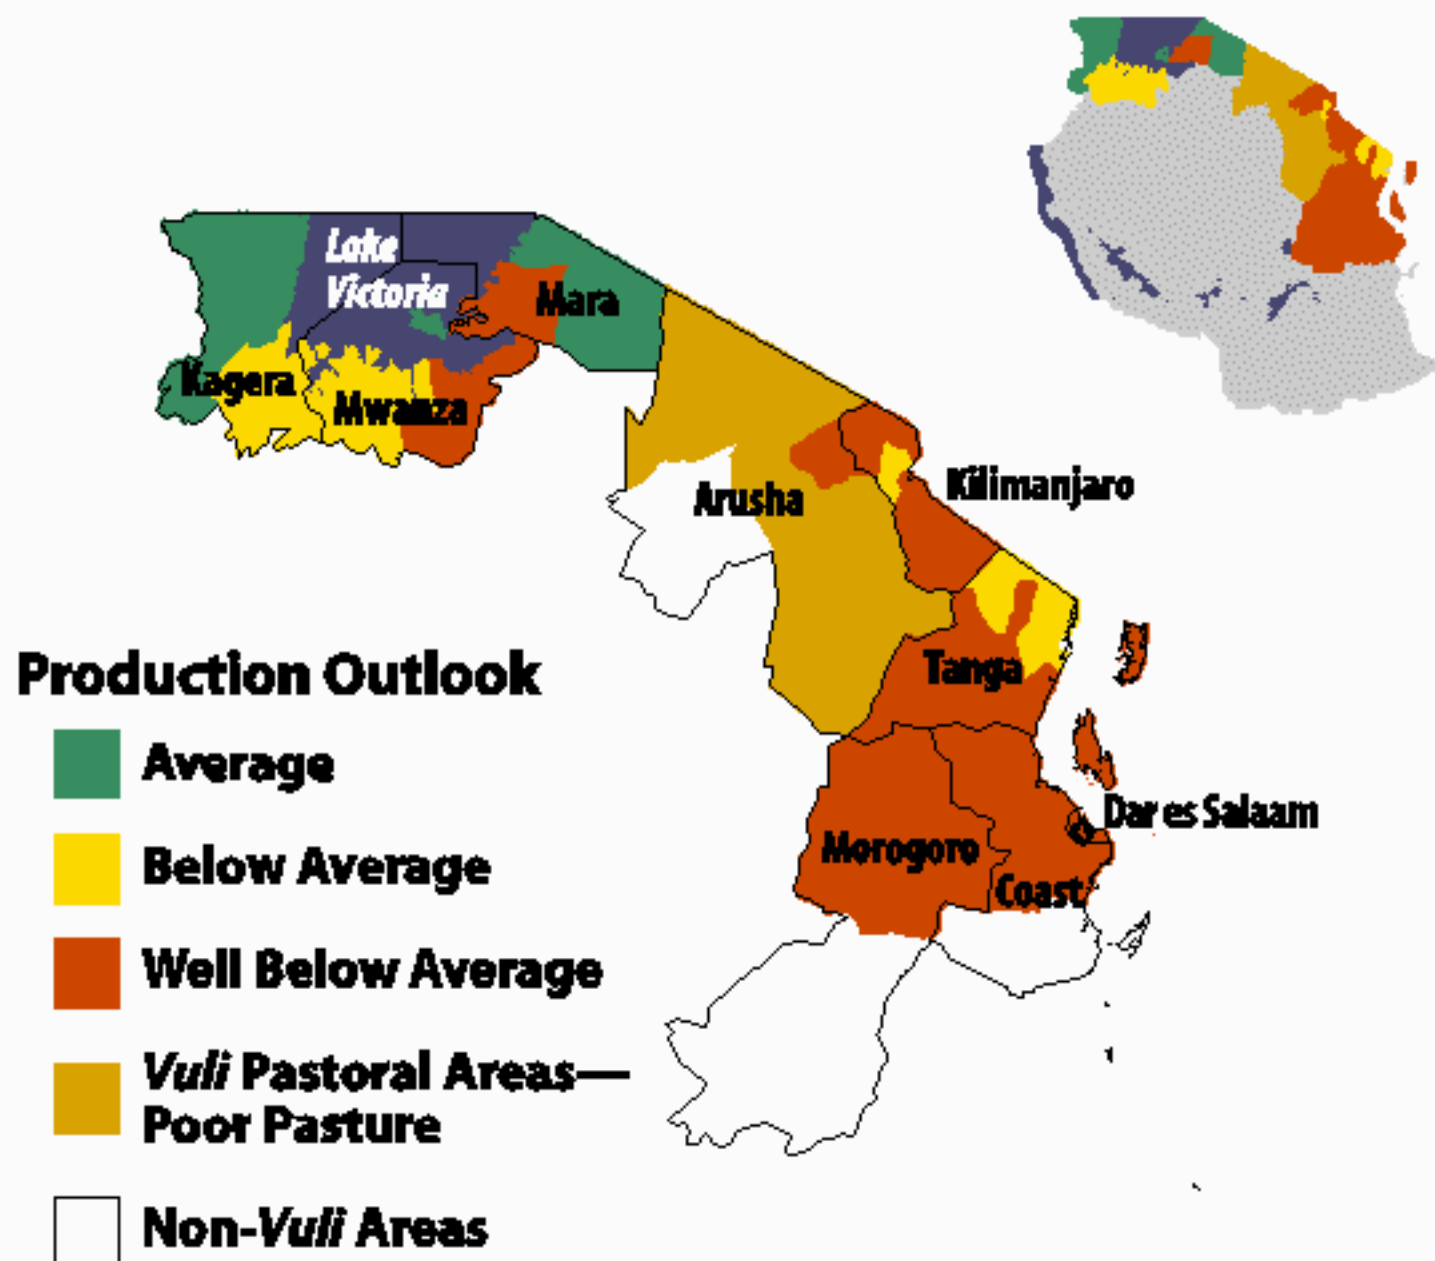 Lake
Victoria
Mara
Kagera
Mwanza
Arusha
Kilimanjaro
Tanga
Dar es Salaam
Morogoro
Coast
Production Outlook
Average
Below Average
Well Below Average
Vuli Pastoral Areas—
Poor Pasture
Non-Vuli Areas